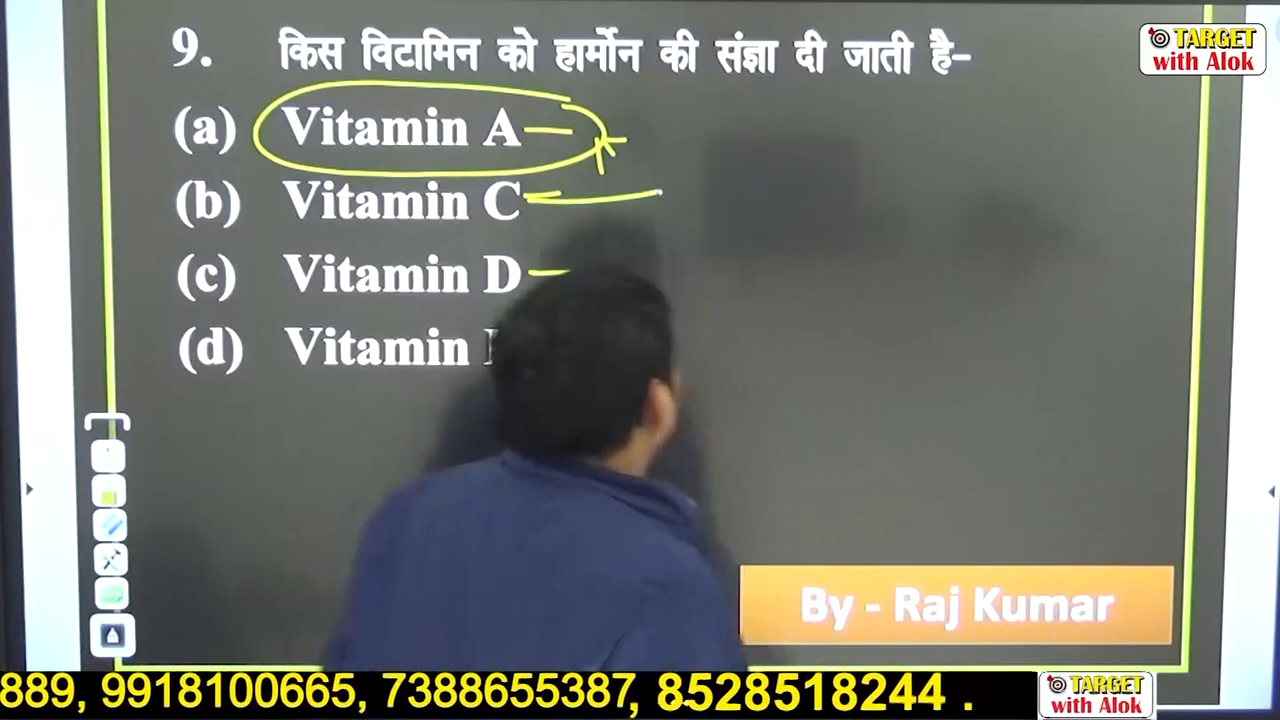 9. किस विटामिन को हार्मोन की संज्ञा दी जाती है-
(a) Vitamin A
(b) Vitamin C
(c) Vitamin D
(d) Vitamin
By - Raj Kumar
TARGET
with Alok
889, 9918100665, 7388655387, 8528518244 .
TARGET
with Alok